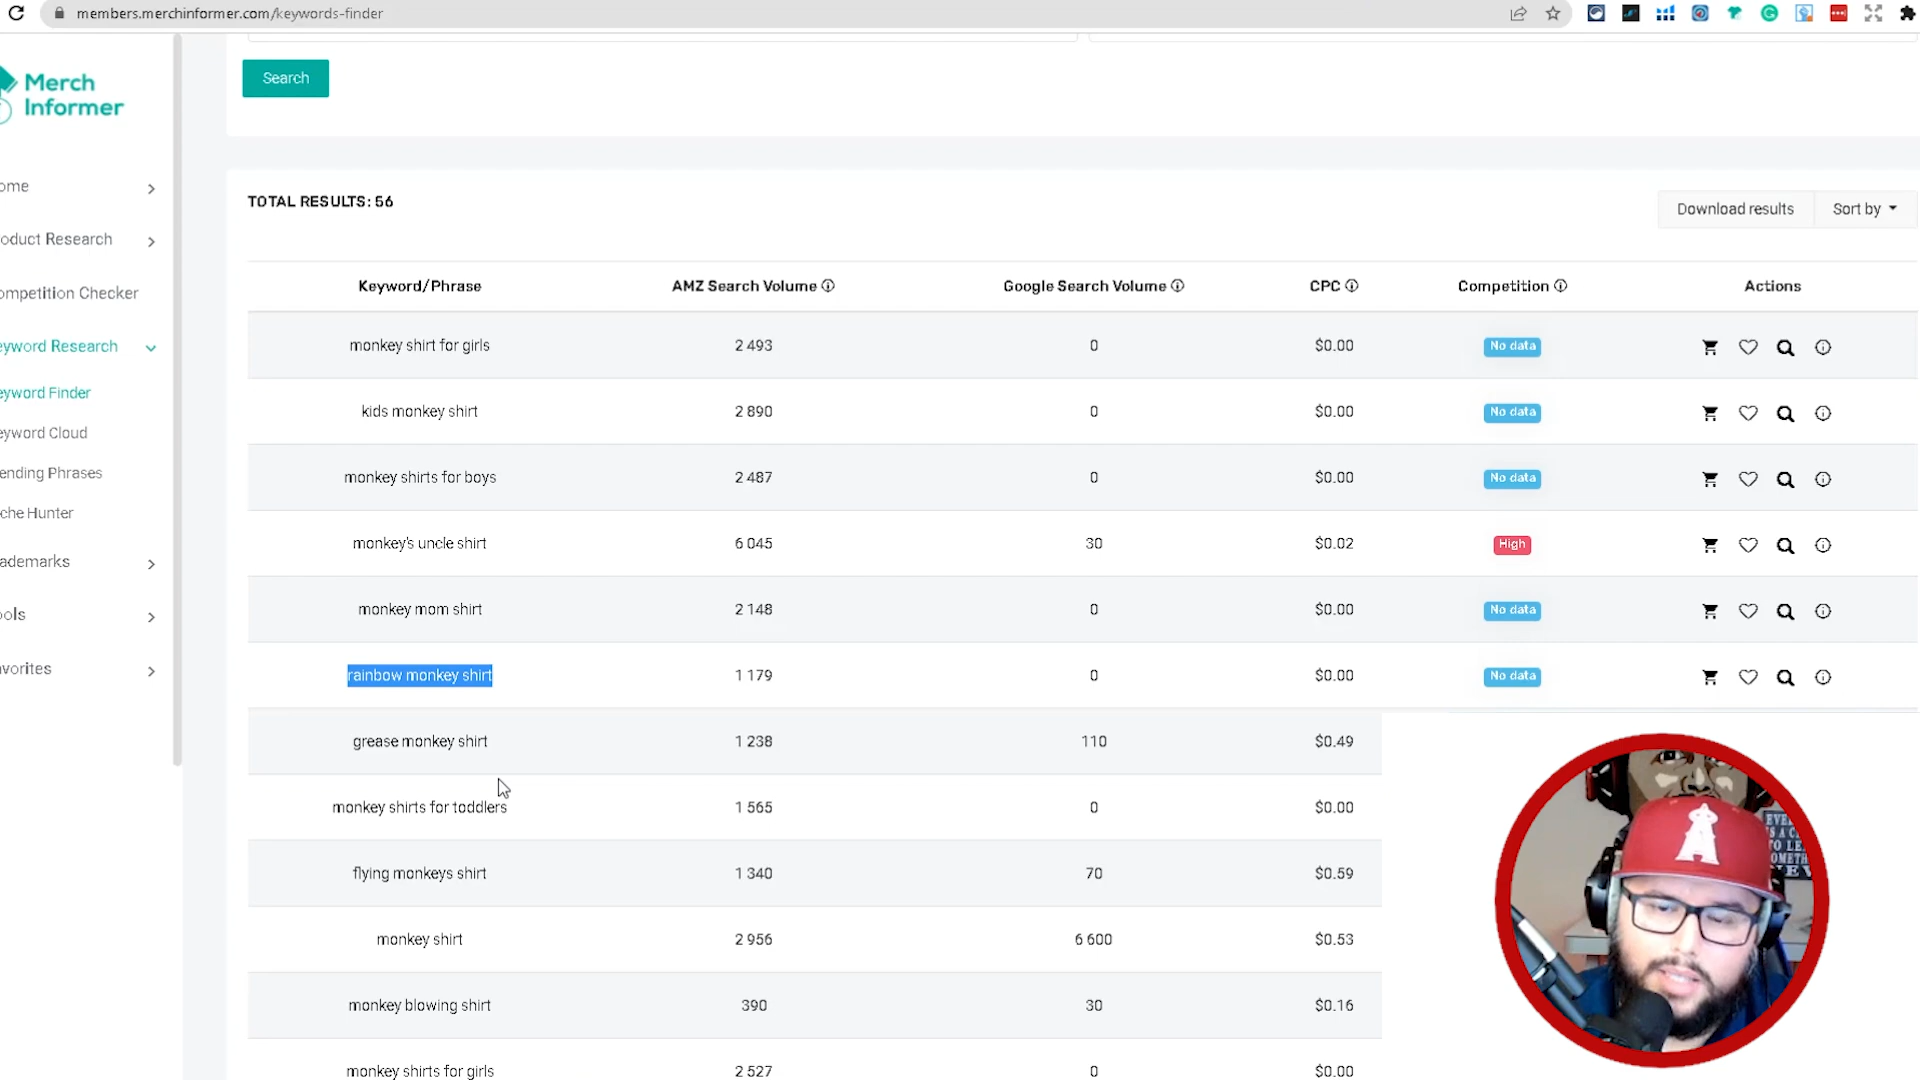 members.merchinformer.com/keywords-finder
Merch
Informer
Search
ome
oduct Research
ompetition Checker
eyword Research
eyword Finder
eyword Cloud
ending Phrases
che Hunter
ademarks
ools
avorites
TOTAL RESULTS: 56
Download results
Sort by
Keyword/Phrase AMZ Search Volume Google Search Volume CPC Competition Actions
monkey shirt for girls 2 493 0 $0.00 No data
kids monkey shirt 2 890 0 $0.00 No data
monkey shirts for boys 2 487 0 $0.00 No data
monkey's uncle shirt 6 045 30 $0.02 High
monkey mom shirt 2 148 0 $0.00 No data
rainbow monkey shirt 1 179 0 $0.00 No data
grease monkey shirt 1 238 110 $0.49
monkey shirts for toddlers 1 565 0 $0.00
flying monkeys shirt 1 340 70 $0.59
monkey shirt 2 956 6 600 $0.53
monkey blowing shirt 390 30 $0.16
monkey shirts for girls 2 527 0 $0.00
A